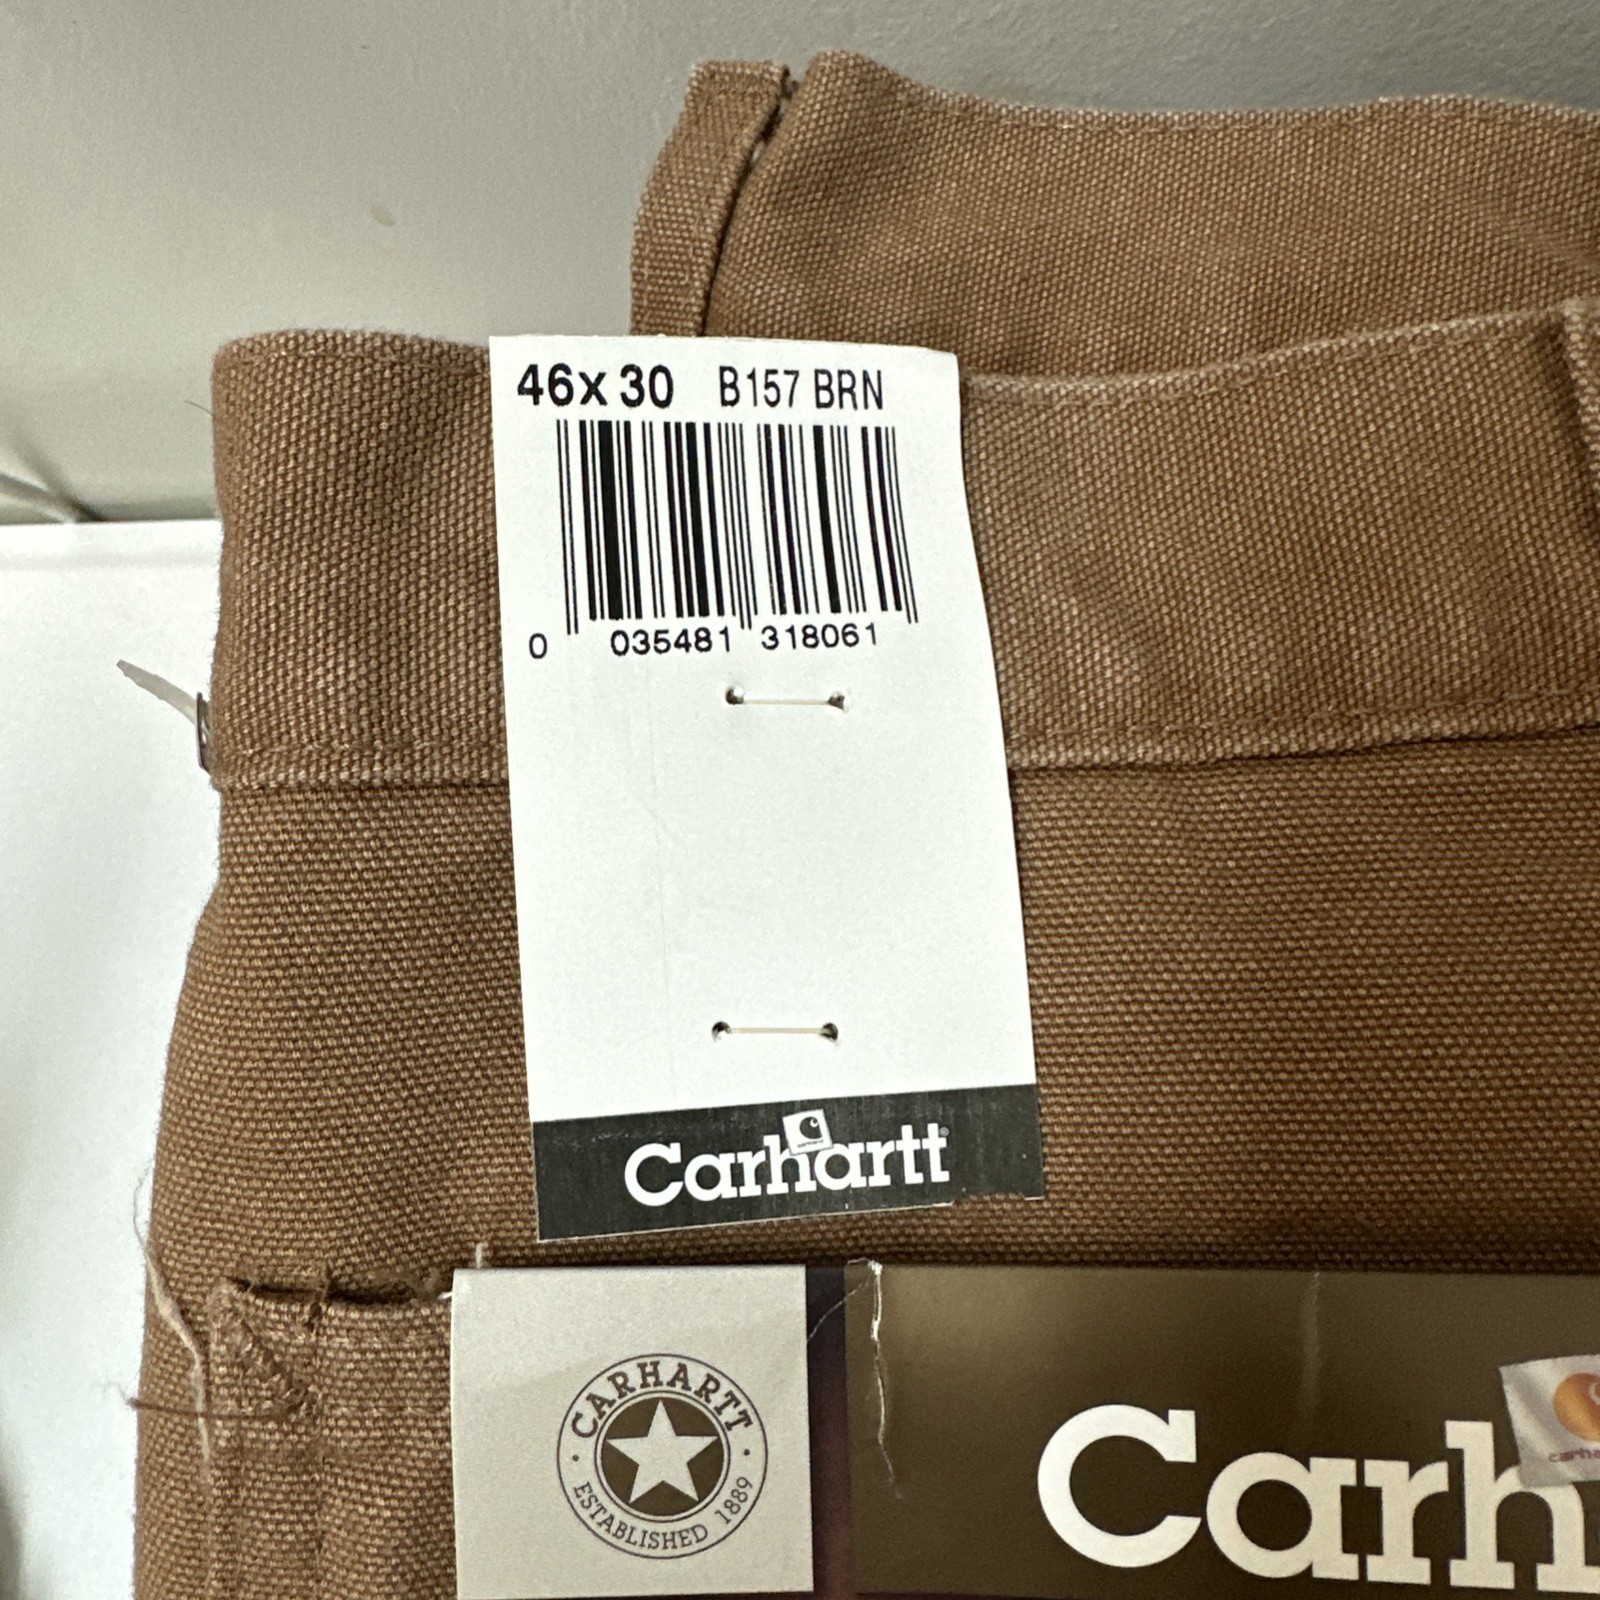 46x30 B157 BRN
0 035481 318061
Carhartt
CARHARTT
ESTABLISHED 1889
Carh